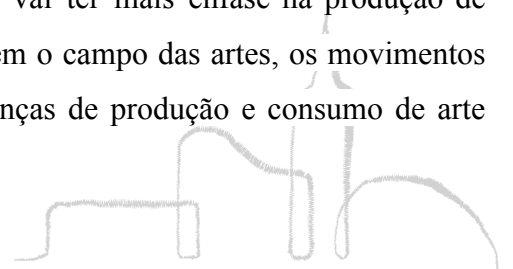 vai ter mais ênfase na produção de
em o campo das artes, os movimentos
nças de produção e consumo de arte